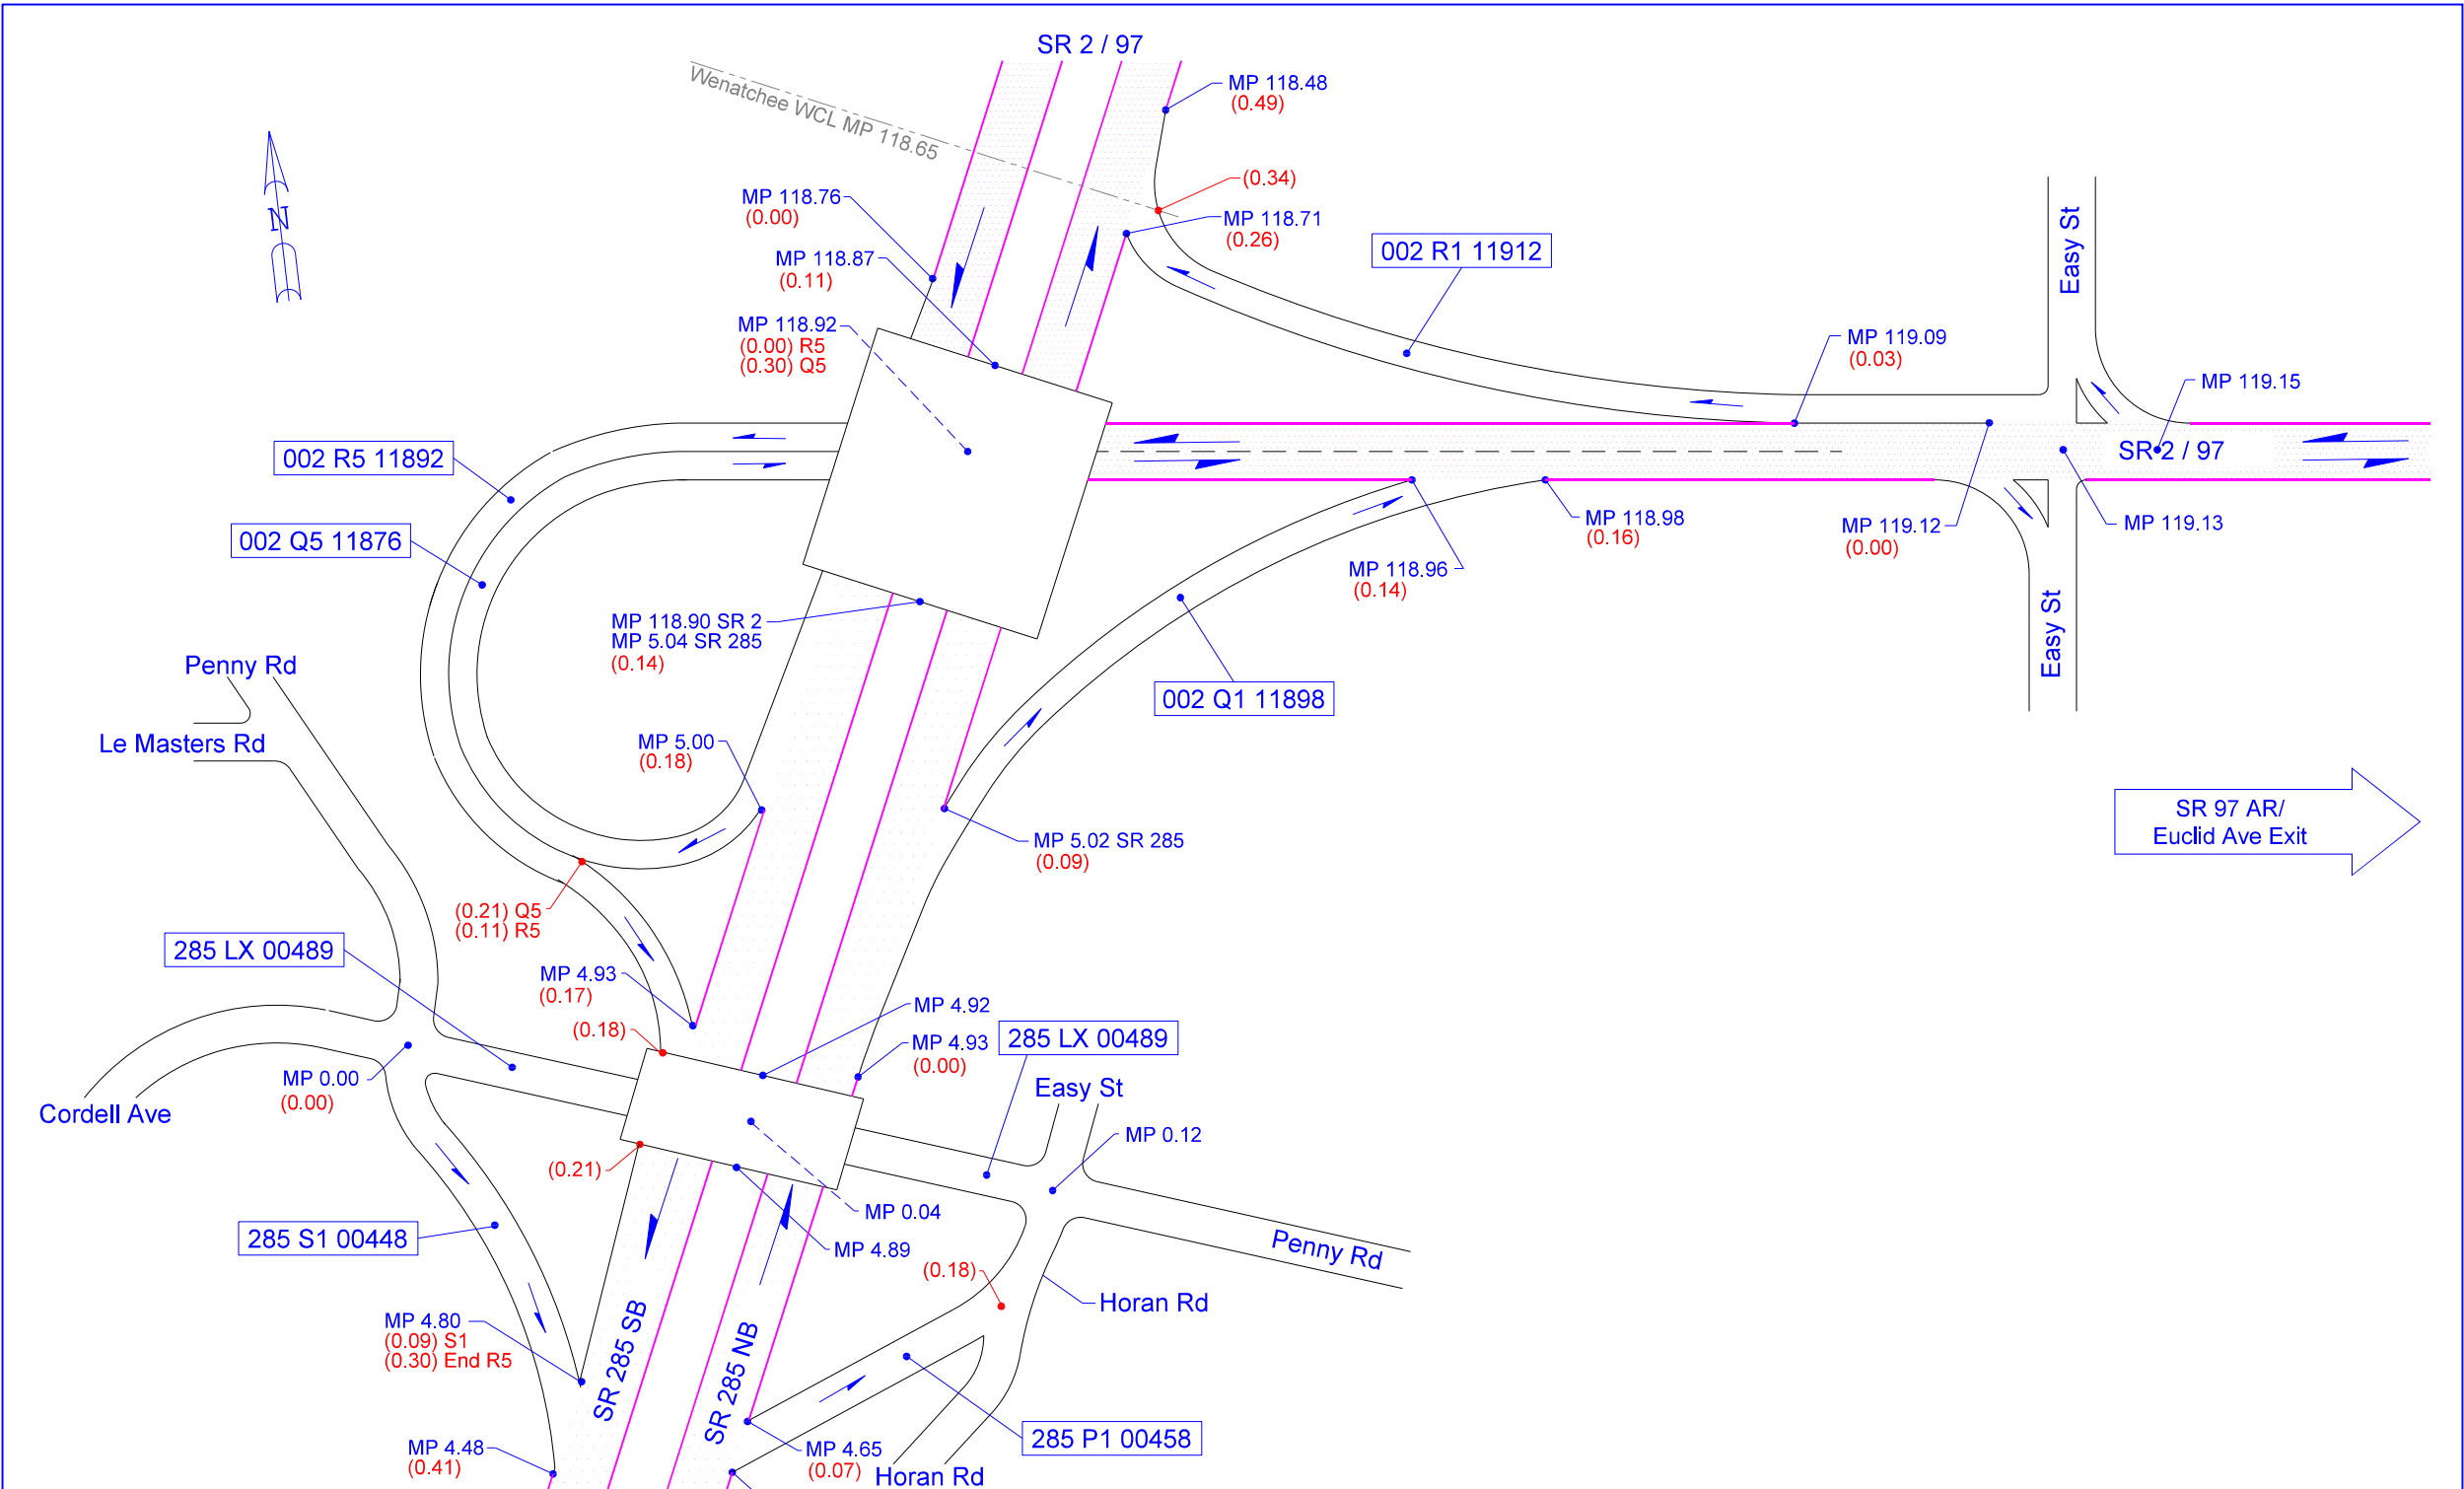 SR 2 / 97
MP 118.48
(0.49)
Wenatchee WCL MP 118.65
(0.34)
MP 118.76
(0.00)
MP 118.71
(0.26)
N
002 R1 11912
Easy St
MP 118.87
(0.11)
MP 118.92
(0.00) R5
(0.30) Q5
MP 119.09
(0.03)
MP 119.15
002 R5 11892
SR 2 / 97
002 Q5 11876
MP 118.98
(0.16)
MP 119.12
(0.00)
MP 119.13
MP 118.96
(0.14)
MP 118.90 SR 2
MP 5.04 SR 285
(0.14)
Easy St
Penny Rd
002 Q1 11898
Le Masters Rd
MP 5.00
(0.18)
SR 97 AR/
Euclid Ave Exit
MP 5.02 SR 285
(0.09)
(0.21) Q5
(0.11) R5
285 LX 00489
MP 4.93
(0.17)
MP 4.92
(0.18)
285 LX 00489
MP 4.93
(0.00)
MP 0.00
(0.00)
Easy St
Cordell Ave
MP 0.12
(0.21)
MP 0.04
285 S1 00448
MP 4.89
Penny Rd
(0.18)
Horan Rd
MP 4.80
(0.09) S1
(0.30) End R5
SR 285 SB
SR 285 NB
285 P1 00458
MP 4.48
(0.41)
MP 4.65
(0.07)
Horan Rd